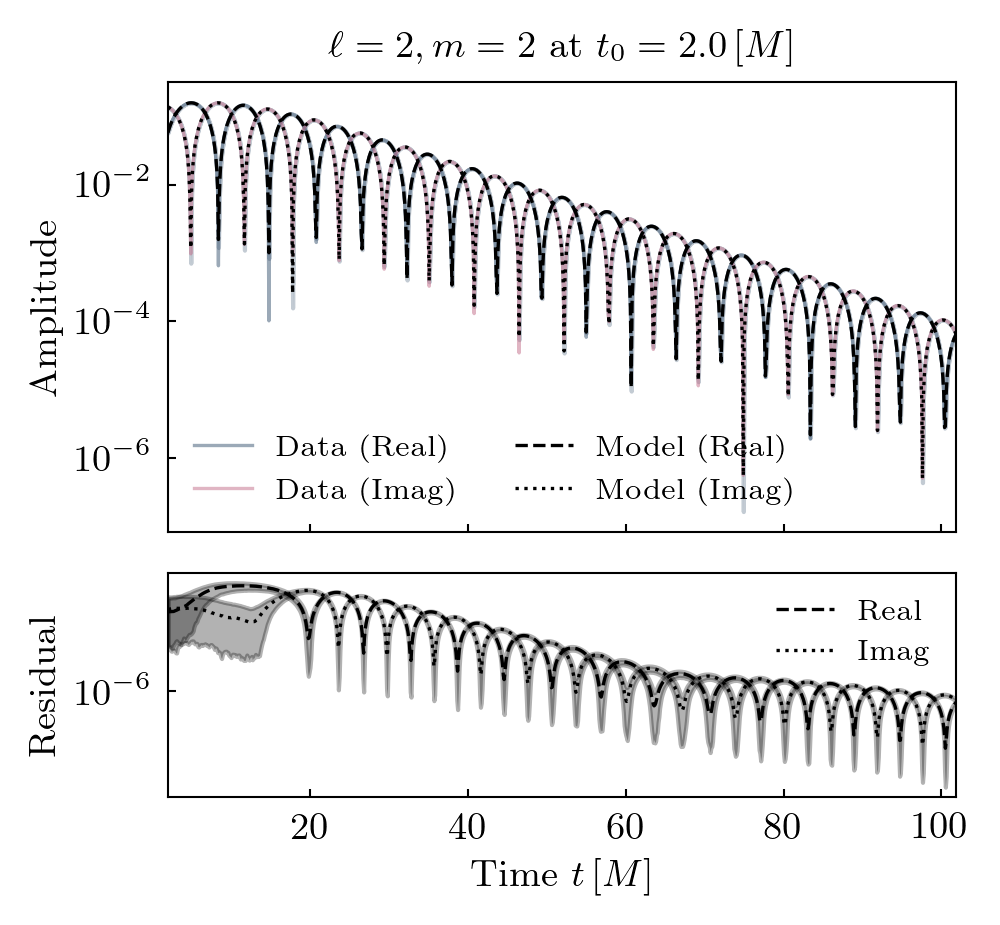 ℓ = 2, m = 2 at t₀ = 2.0 [M]
Amplitude
10⁻²
10⁻⁴
10⁻⁶
Data (Real)
Data (Imag)
Model (Real)
Model (Imag)
Residual
10⁻⁶
Real
Imag
20 40 60 80 100
Time t [M]